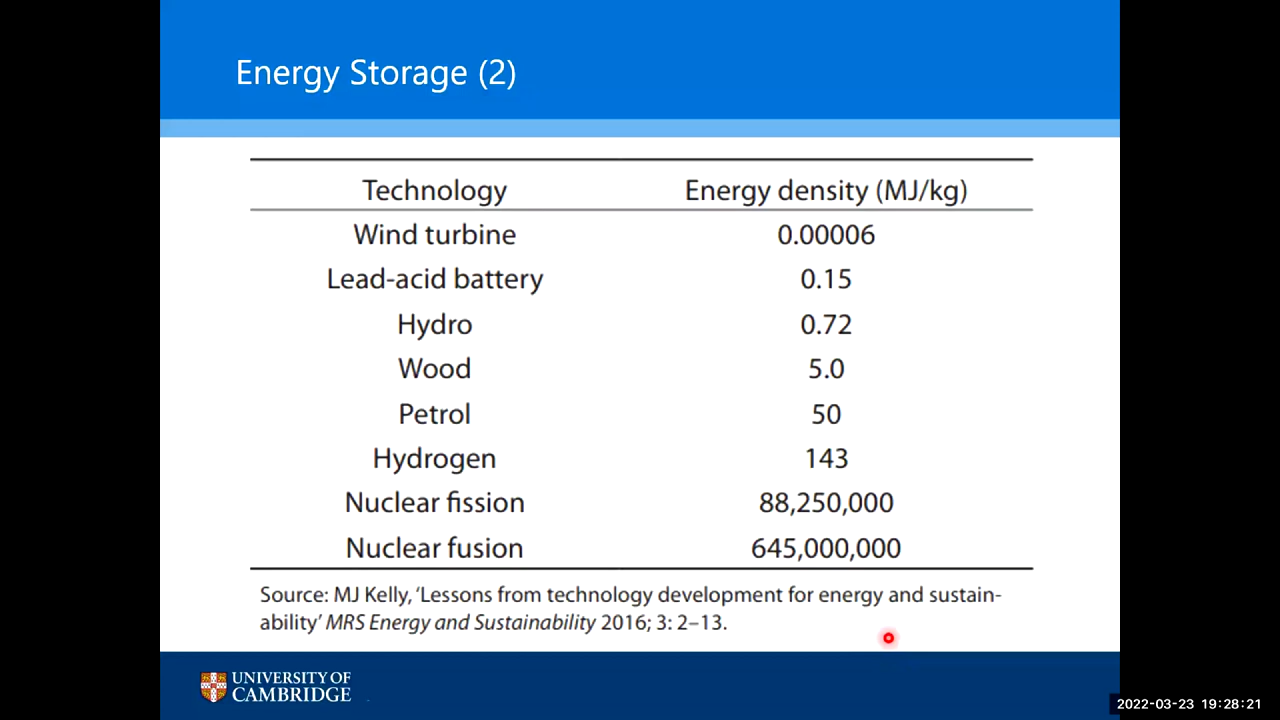 Energy Storage (2)
Technology Energy density (MJ/kg)
Wind turbine 0.00006
Lead-acid battery 0.15
Hydro 0.72
Wood 5.0
Petrol 50
Hydrogen 143
Nuclear fission 88,250,000
Nuclear fusion 645,000,000
Source: MJ Kelly, ‘Lessons from technology development for energy and sustain-
ability’ MRS Energy and Sustainability 2016; 3: 2–13.
UNIVERSITY OF
CAMBRIDGE
2022-03-23 19:28:21